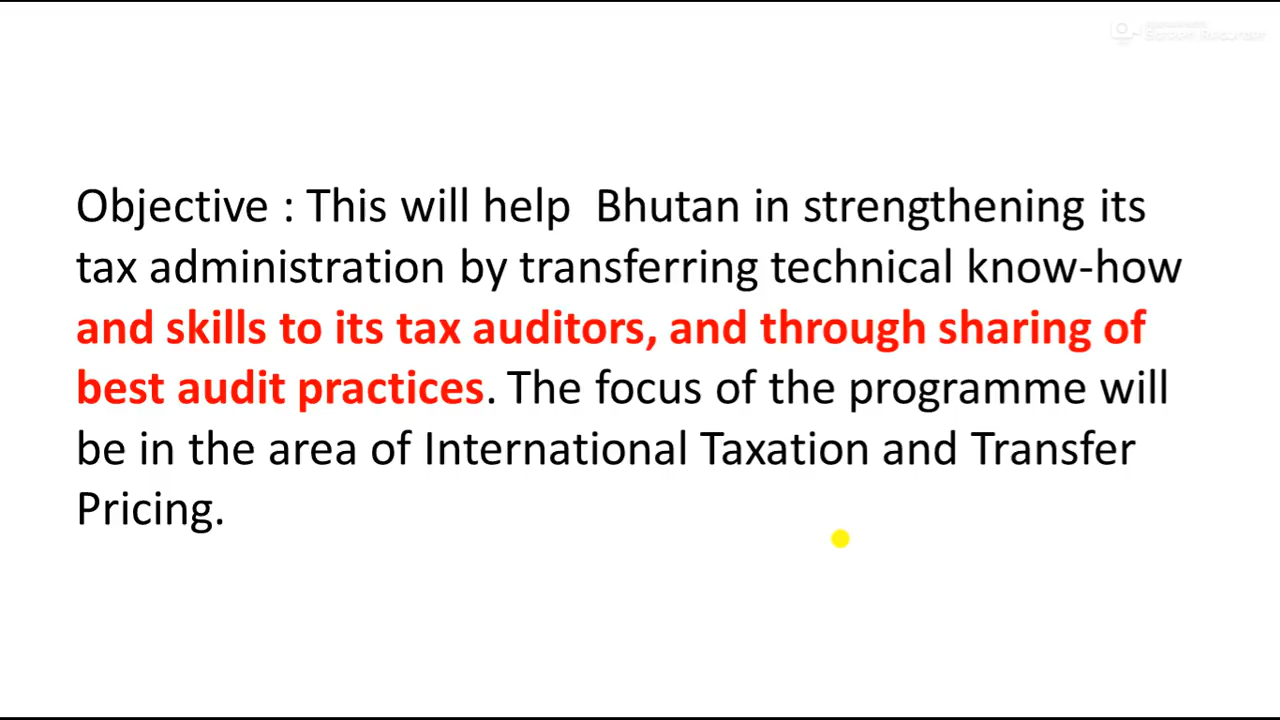 Screen Recorder
Objective : This will help  Bhutan in strengthening its
tax administration by transferring technical know-how
and skills to its tax auditors, and through sharing of
best audit practices. The focus of the programme will
be in the area of International Taxation and Transfer
Pricing.